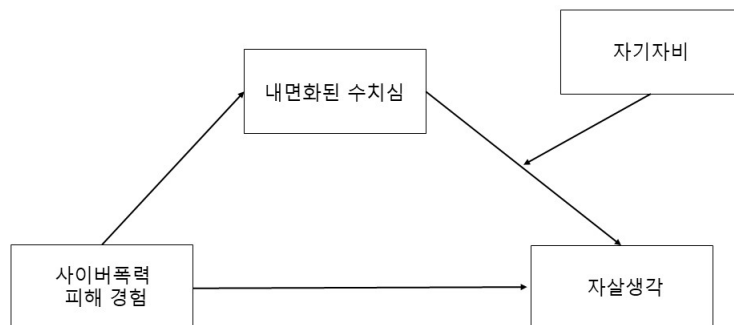 자기자비
내면화된 수치심
사이버폭력
피해 경험
자살생각